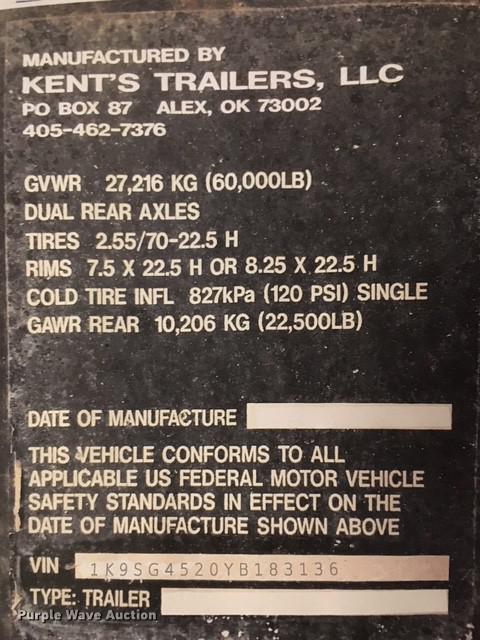 MANUFACTURED BY
KENT'S TRAILERS, LLC
PO BOX 87 ALEX, OK 73002
405-462-7376
GVWR 27,216 KG (60,000LB)
DUAL REAR AXLES
TIRES 2.55/70-22.5 H
RIMS 7.5 X 22.5 H OR 8.25 X 22.5 H
COLD TIRE INFL 827kPa (120 PSI) SINGLE
GAWR REAR 10,206 KG (22,500LB)
DATE OF MANUFACTURE
THIS VEHICLE CONFORMS TO ALL
APPLICABLE US FEDERAL MOTOR VEHICLE
SAFETY STANDARDS IN EFFECT ON THE
DATE OF MANUFACTURE SHOWN ABOVE
VIN 1K9SG4520YB183136
TYPE: TRAILER
Purple Wave Auction